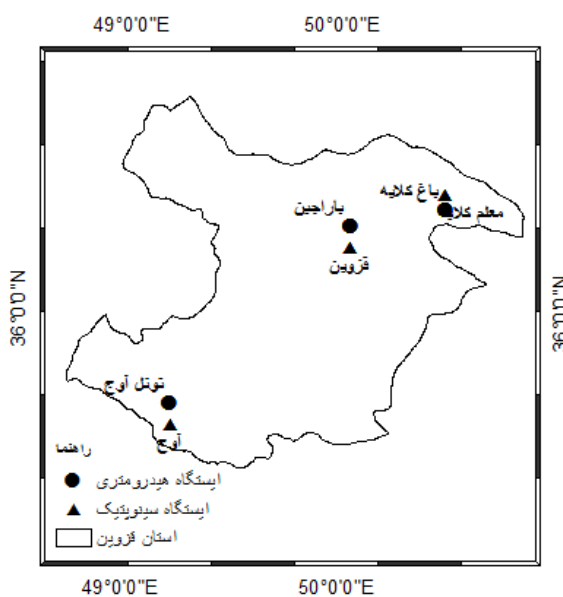 49°0'0"E 50°0'0"E
باغ کلایه
معلم کلایه
باراجین
قزوین
36°0'0"N 36°0'0"N
تونل آوج
آوج
راهنما
ایستگاه هیدرومتری
ایستگاه سینوپتیک
استان قزوین
49°0'0"E 50°0'0"E